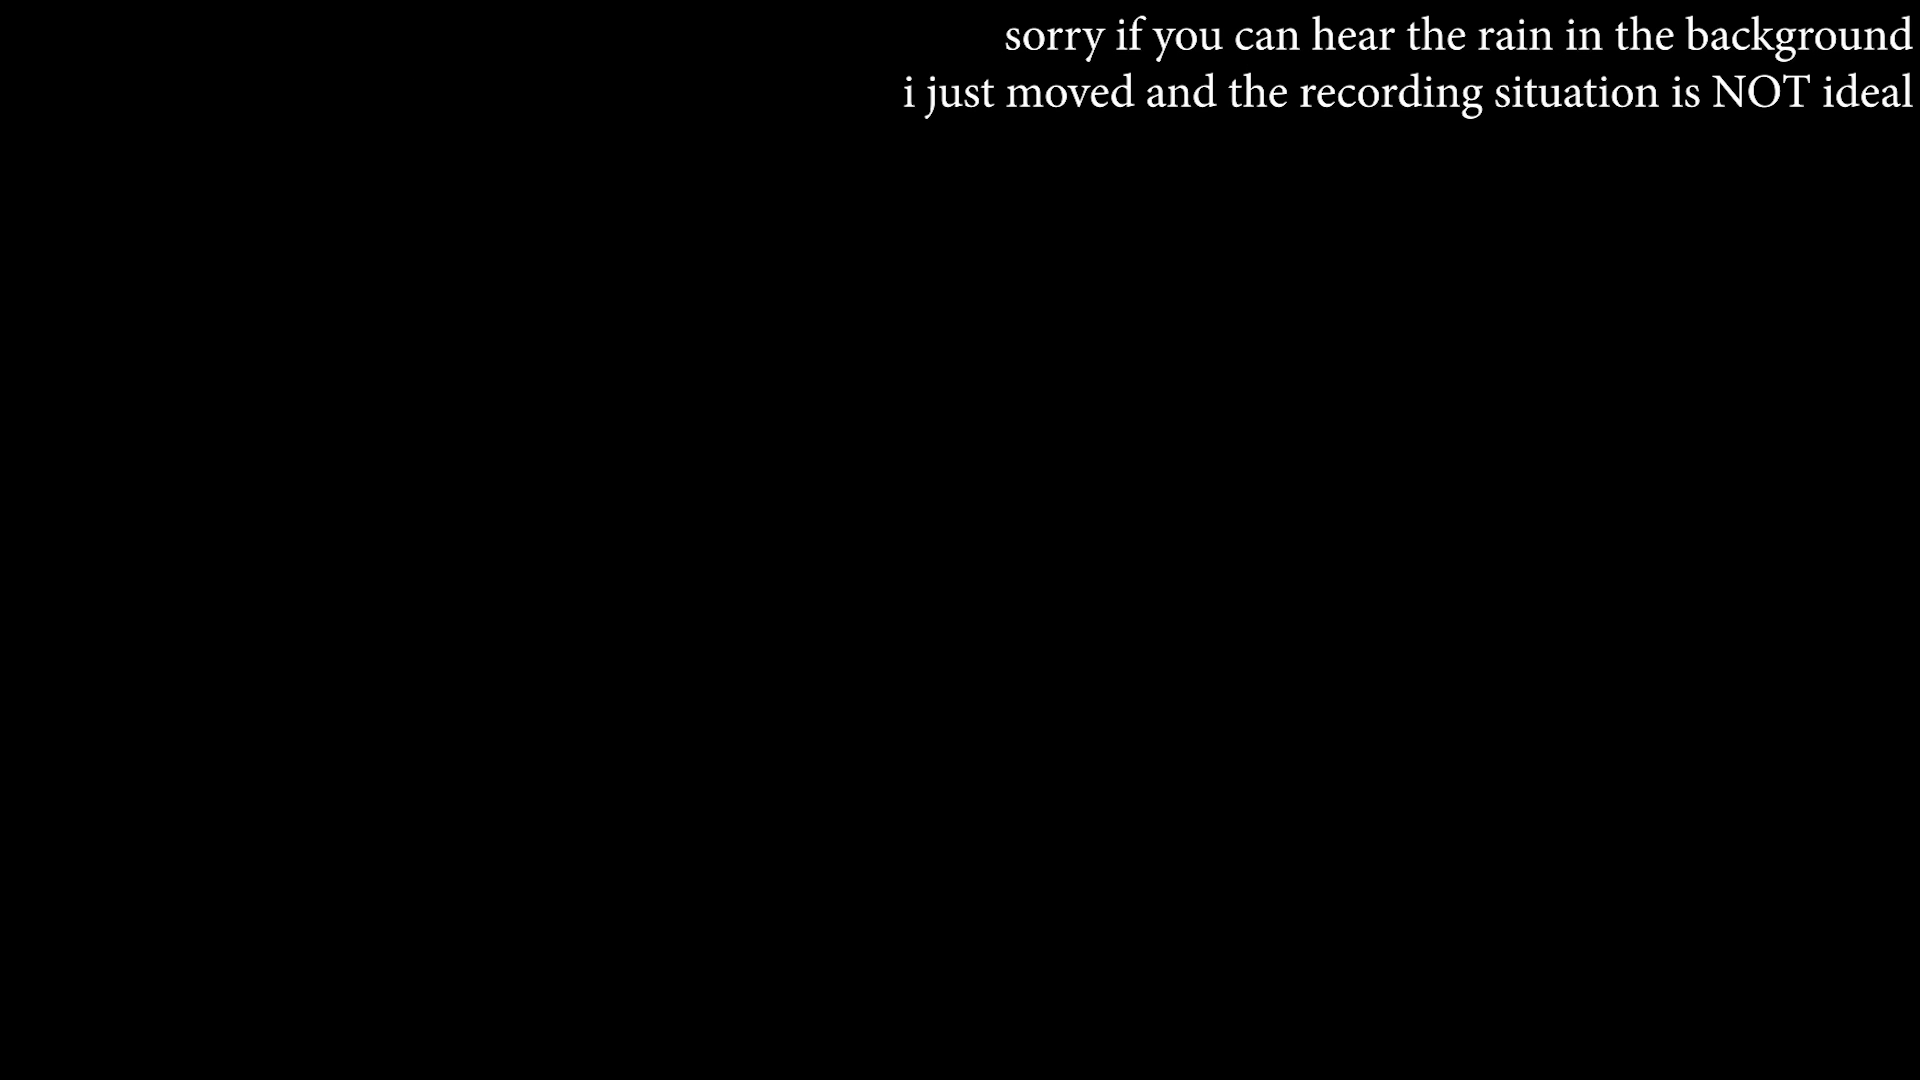 sorry if you can hear the rain in the background
i just moved and the recording situation is NOT ideal